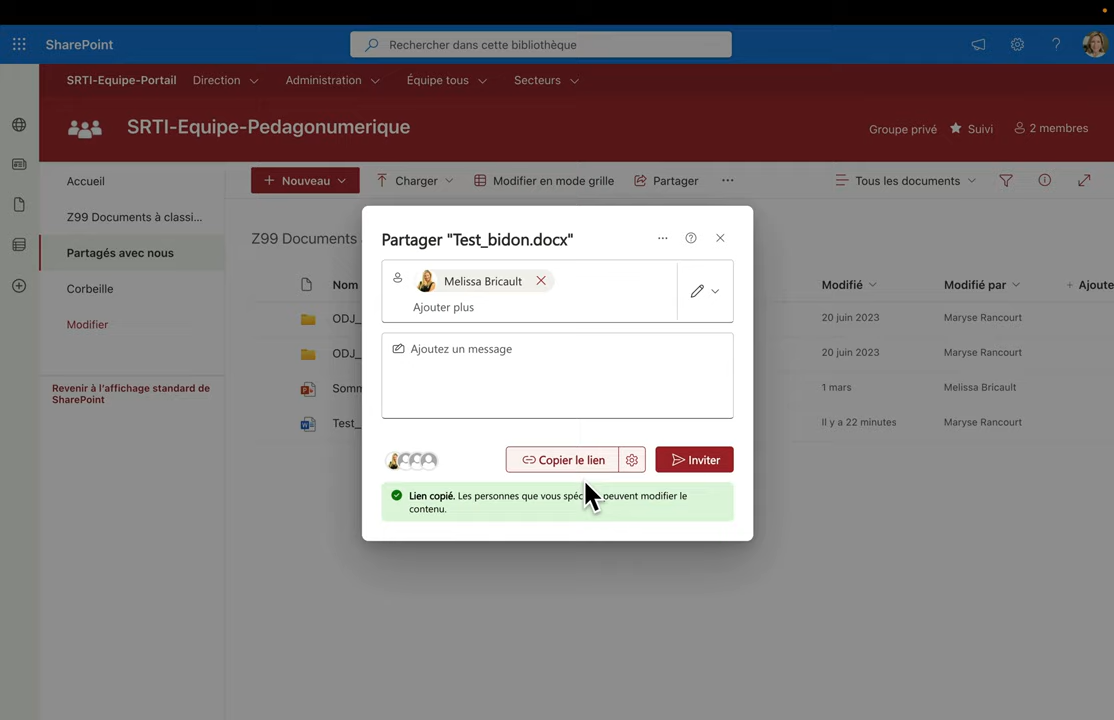 SharePoint
Rechercher dans cette bibliothèque
?
SRTI-Equipe-Portail Direction Administration Équipe tous Secteurs
SRTI-Equipe-Pedagonumerique
Groupe privé Suivi 2 membres
Accueil
Z99 Documents à classi...
Partagés avec nous
Corbeille
Modifier
Revenir à l'affichage standard de
SharePoint
+ Nouveau Charger Modifier en mode grille Partager ... Tous les documents
Z99 Documents
Nom Modifié Modifié par + Ajoute
ODJ_ 20 juin 2023 Maryse Rancourt
ODJ_ 20 juin 2023 Maryse Rancourt
Somm 1 mars Melissa Bricault
Test_ Il y a 22 minutes Maryse Rancourt
Partager "Test_bidon.docx" ... ?
Melissa Bricault
Ajouter plus
Ajoutez un message
Copier le lien Inviter
Lien copié. Les personnes que vous peuvent modifier le
contenu.